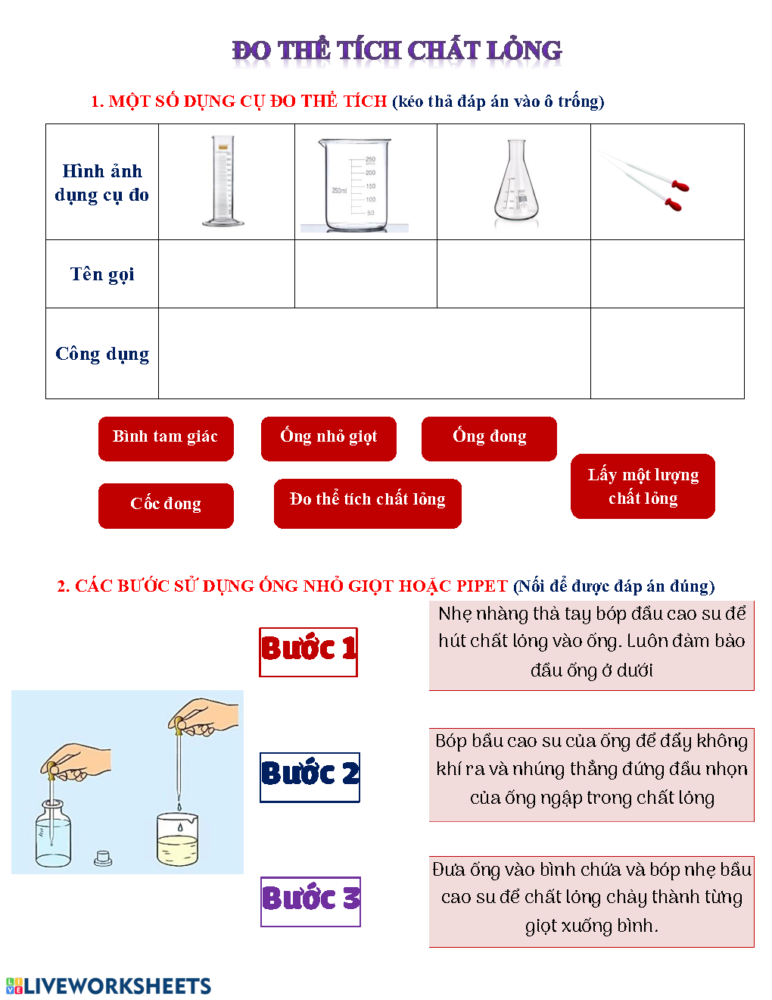 ĐO THỂ TÍCH CHẤT LỎNG
1. MỘT SỐ DỤNG CỤ ĐO THỂ TÍCH (kéo thả đáp án vào ô trống)
Hình ảnh
dụng cụ đo
250
200
150
100
50
250ml
Tên gọi
Công dụng
Bình tam giác
Ống nhỏ giọt
Ống đong
Lấy một lượng
chất lỏng
Cốc đong
Đo thể tích chất lỏng
2. CÁC BƯỚC SỬ DỤNG ỐNG NHỎ GIỌT HOẶC PIPET (Nối để được đáp án đúng)
Bước 1
Nhẹ nhàng thả tay bóp đầu cao su để
hút chất lỏng vào ống. Luôn đảm bảo
đầu ống ở dưới
Bước 2
Bóp bầu cao su của ống để đẩy không
khí ra và nhúng thẳng đứng đầu nhọn
của ống ngập trong chất lỏng
Bước 3
Đưa ống vào bình chứa và bóp nhẹ bầu
cao su để chất lỏng chảy thành từng
giọt xuống bình.
LIVEWORKSHEETS